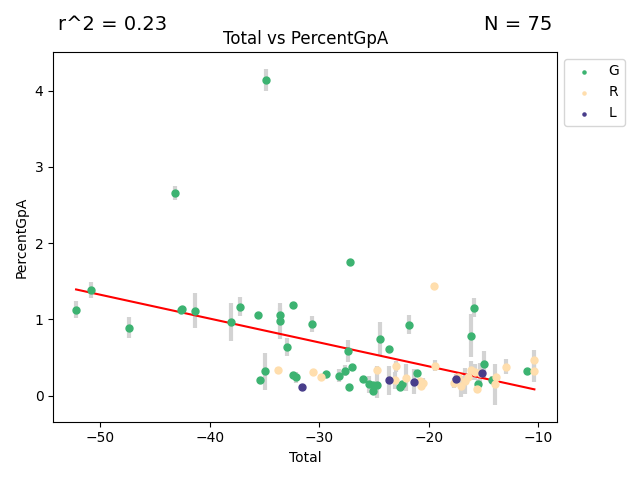 r^2 = 0.23
N = 75
Total vs PercentGpA
G
R
L
PercentGpA
4
3
2
1
0
−50
−40
−30
−20
−10
Total